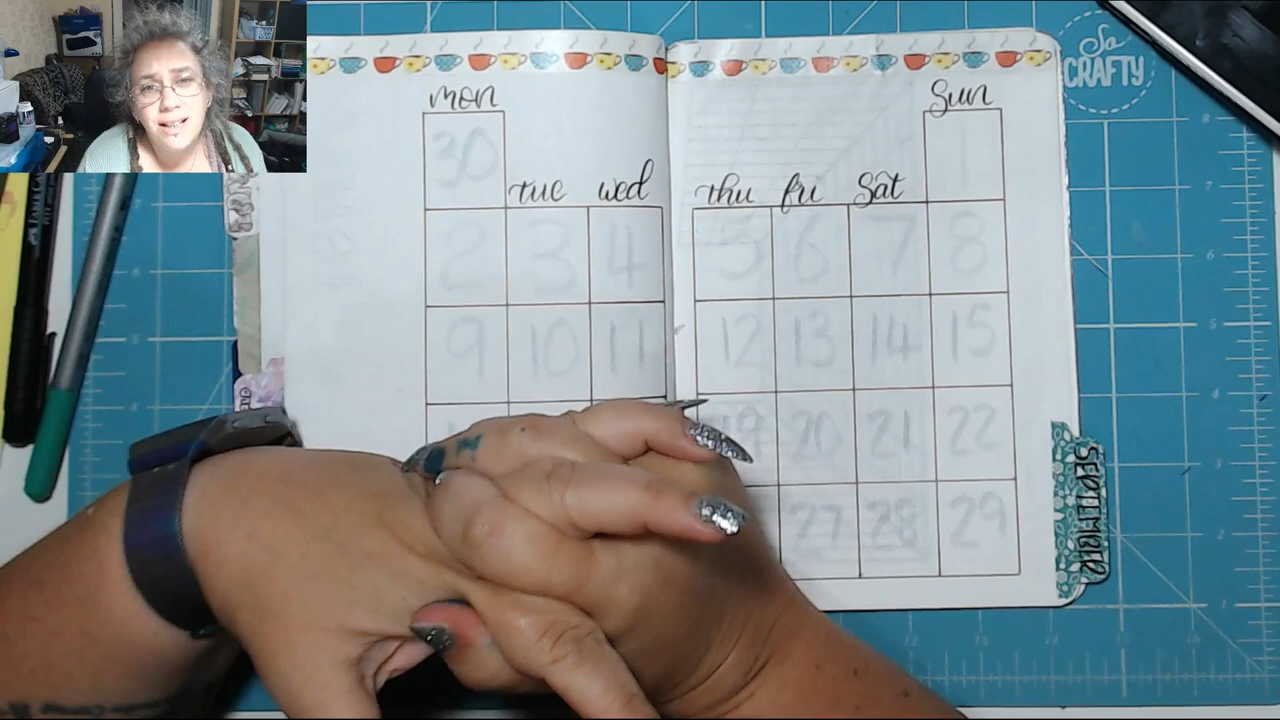 So
CRAFTY
mon
Sun
30
1
tue wed thu fri Sat
2 3 4 5 6 7 8
9 10 11 12 13 14 15
19 20 21 22
27 28 29
SEPTEMBER